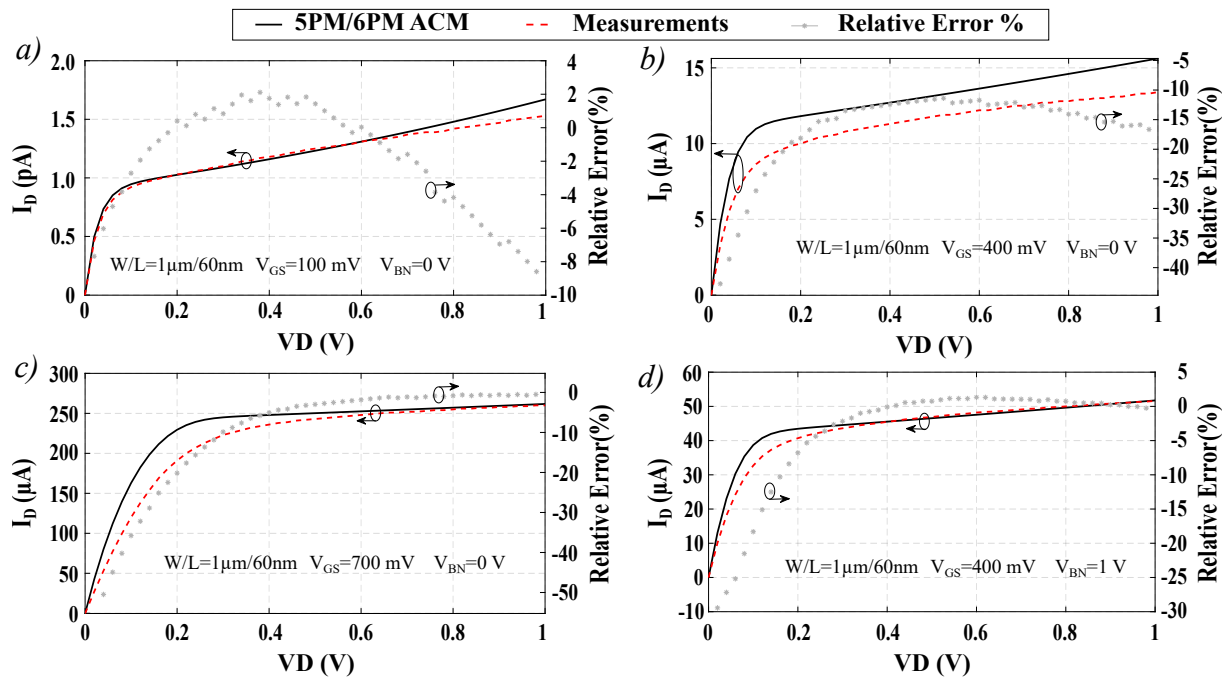 5PM/6PM ACM Measurements Relative Error %
a)
2.0
1.5
1.0
0.5
0
I_D (pA)
4
2
0
-2
-4
-6
-8
-10
Relative Error(%)
W/L=1μm/60nm V_GS=100 mV V_BN=0 V
0 0.2 0.4 0.6 0.8 1
VD (V)
b)
15
10
5
0
I_D (μA)
-5
-10
-15
-20
-25
-30
-35
-40
Relative Error(%)
W/L=1μm/60nm V_GS=400 mV V_BN=0 V
0 0.2 0.4 0.6 0.8 1
VD (V)
c)
300
250
200
150
100
50
0
I_D (μA)
0
-10
-20
-30
-40
-50
Relative Error(%)
W/L=1μm/60nm V_GS=700 mV V_BN=0 V
0 0.2 0.4 0.6 0.8 1
VD (V)
d)
60
50
40
30
20
10
0
-10
I_D (μA)
5
0
-5
-10
-15
-20
-25
-30
Relative Error(%)
W/L=1μm/60nm V_GS=400 mV V_BN=1 V
0 0.2 0.4 0.6 0.8 1
VD (V)